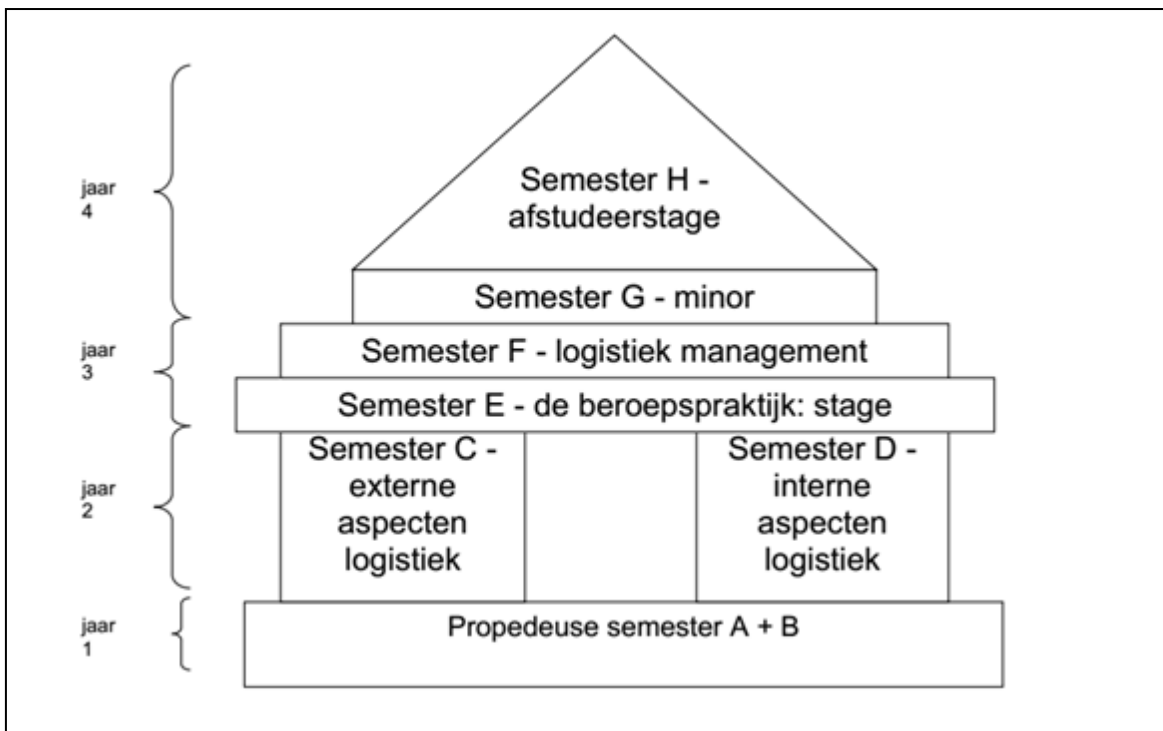 jaar
4
Semester H -
afstudeerstage
Semester G - minor
jaar
3
Semester F - logistiek management
Semester E - de beroepspraktijk: stage
jaar
2
Semester C -
externe
aspecten
logistiek
Semester D -
interne
aspecten
logistiek
jaar
1
Propedeuse semester A + B